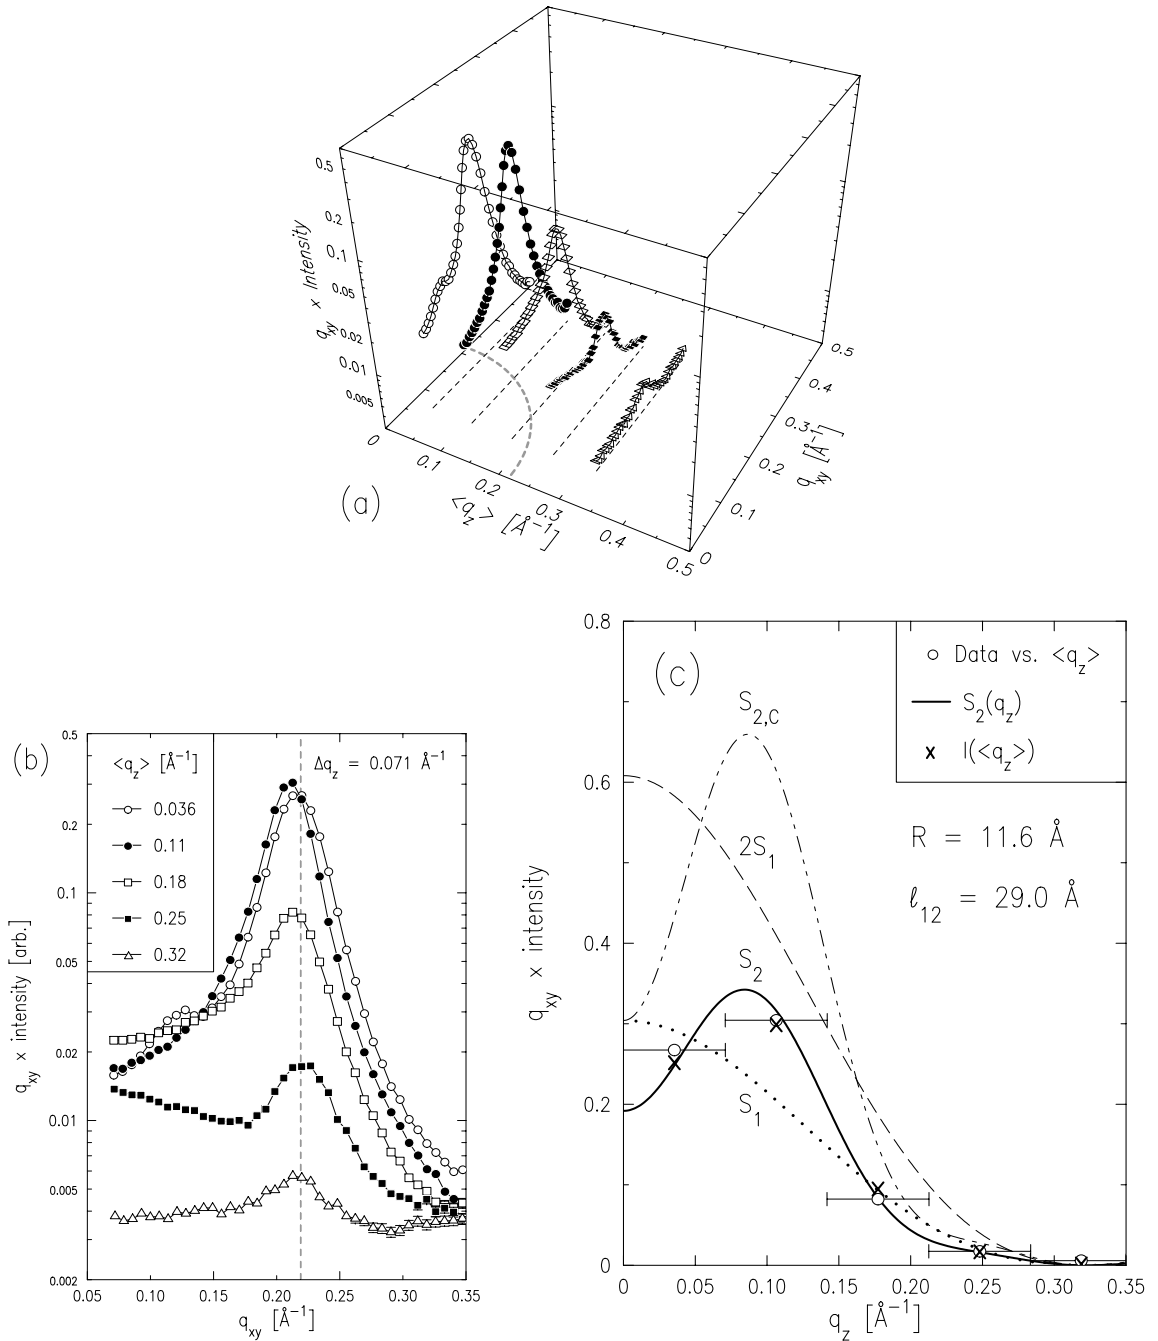 0.5
0.2
0.1
0.05
0.02
0.01
0.005
q_xy x Intensity
0
0.1
0.2
0.3
0.4
0.5
<q_z> [Å⁻¹]
0
0.1
0.2
0.3
0.4
0.5
q_xy [Å⁻¹]
(a)
(b)
<q_z> [Å⁻¹]
0.036
0.11
0.18
0.25
0.32
Δq_z = 0.071 Å⁻¹
0.5
0.2
0.1
0.05
0.02
0.01
0.005
0.002
q_xy x intensity [arb.]
0.05 0.10 0.15 0.20 0.25 0.30 0.35
q_xy [Å⁻¹]
(c)
Data vs. <q_z>
S_2(q_z)
I(<q_z>)
R = 11.6 Å
ℓ_12 = 29.0 Å
S_2,C
2S_1
S_2
S_1
0.8
0.6
0.4
0.2
0
q_xy x intensity
0 0.05 0.10 0.15 0.20 0.25 0.30 0.35
q_z [Å⁻¹]